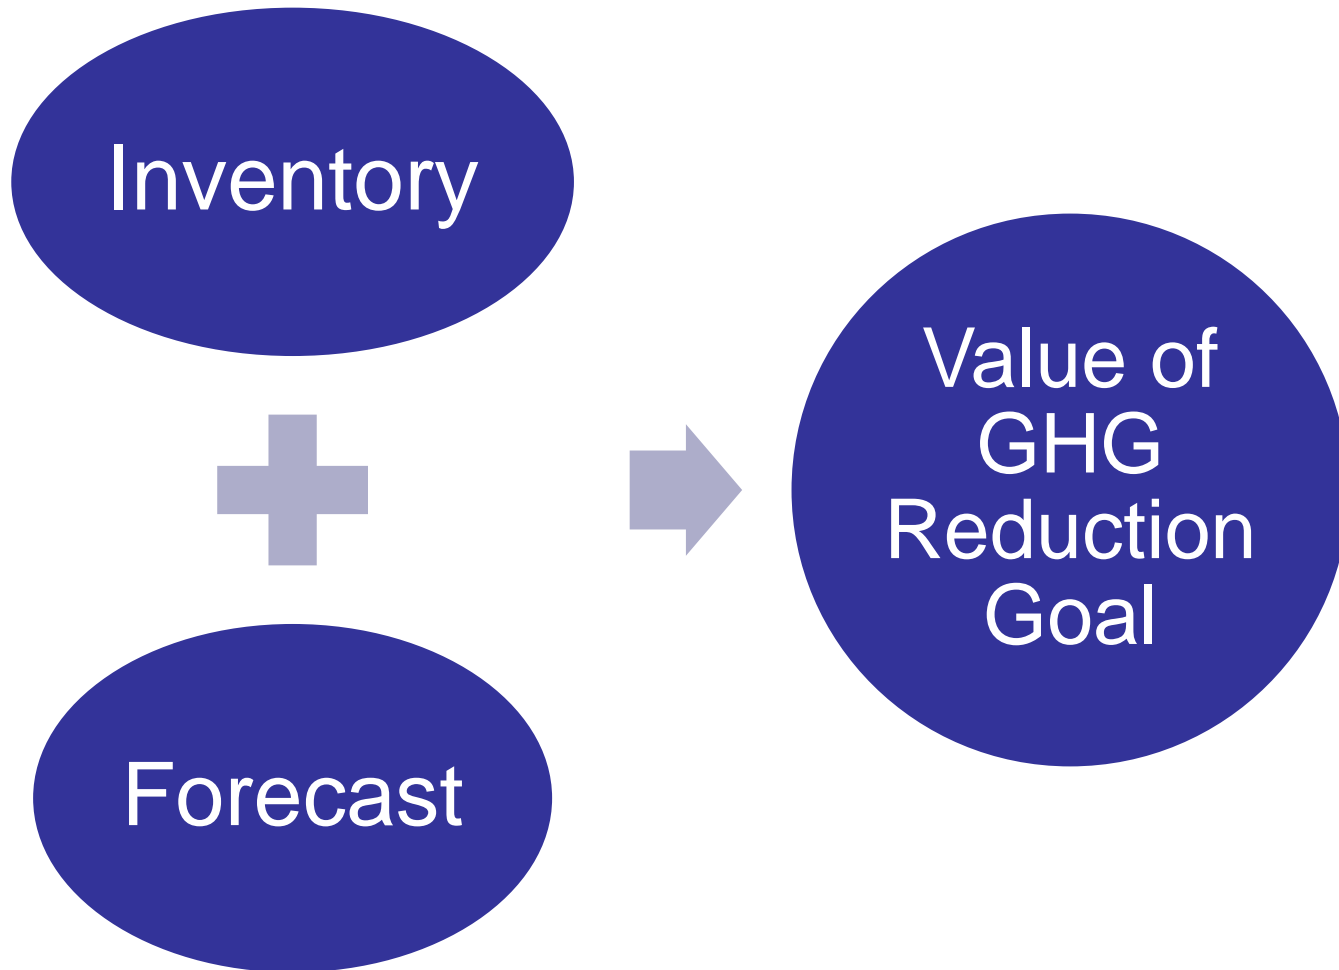 Inventory
Forecast
Value of
GHG
Reduction
Goal